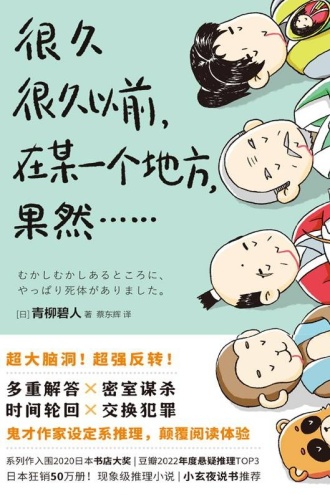 很久
很久以前，
在某一个地方，
果然……
むかしむかしあるところに、
やっぱり死体がありました。
[日] 青柳碧人 著 蔡东辉 译
超大脑洞！超强反转！
多重解答×密室谋杀
时间轮回×交换犯罪
鬼才作家设定系推理，颠覆阅读体验
系列作入围2020日本书店大奖 | 豆瓣2022年度悬疑推理TOP3
日本狂销50万册！现象级推理小说 | 小玄夜说书推荐